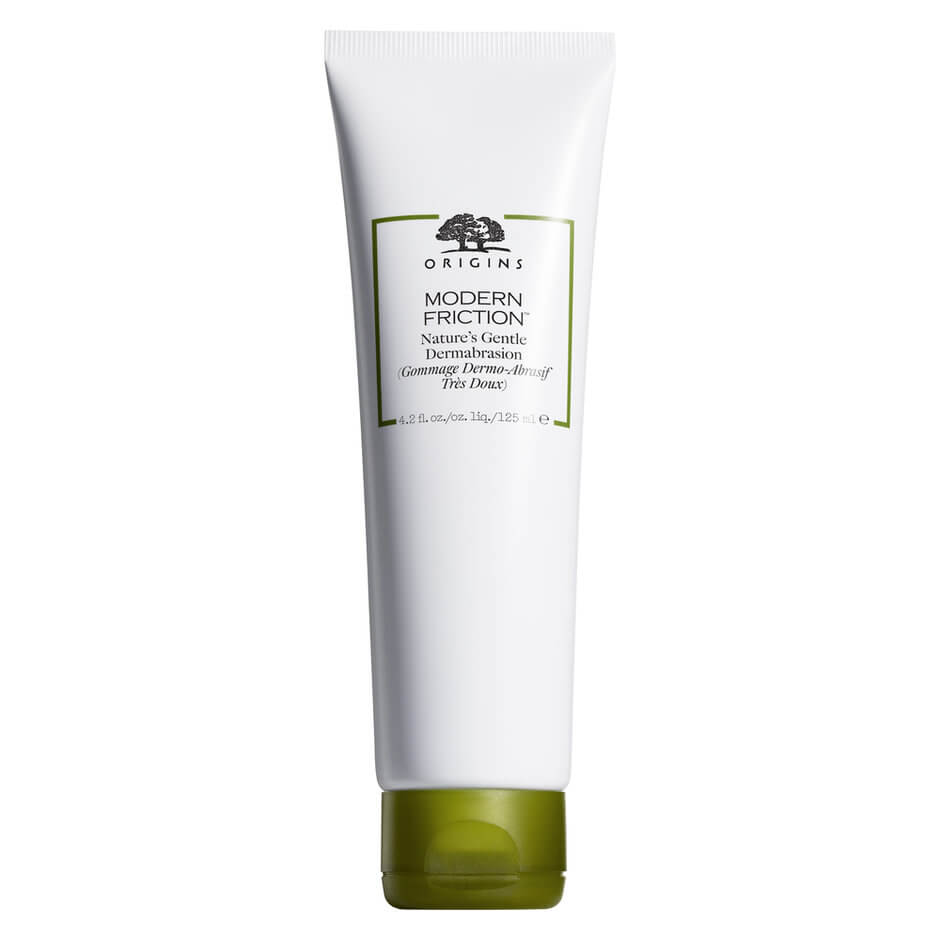 ORIGINS
MODERN
FRICTION™
Nature's Gentle
Dermabrasion
(Gommage Dermo-Abrasif
Très Doux)
4.2 fl. oz./oz. liq./125 ml ℮